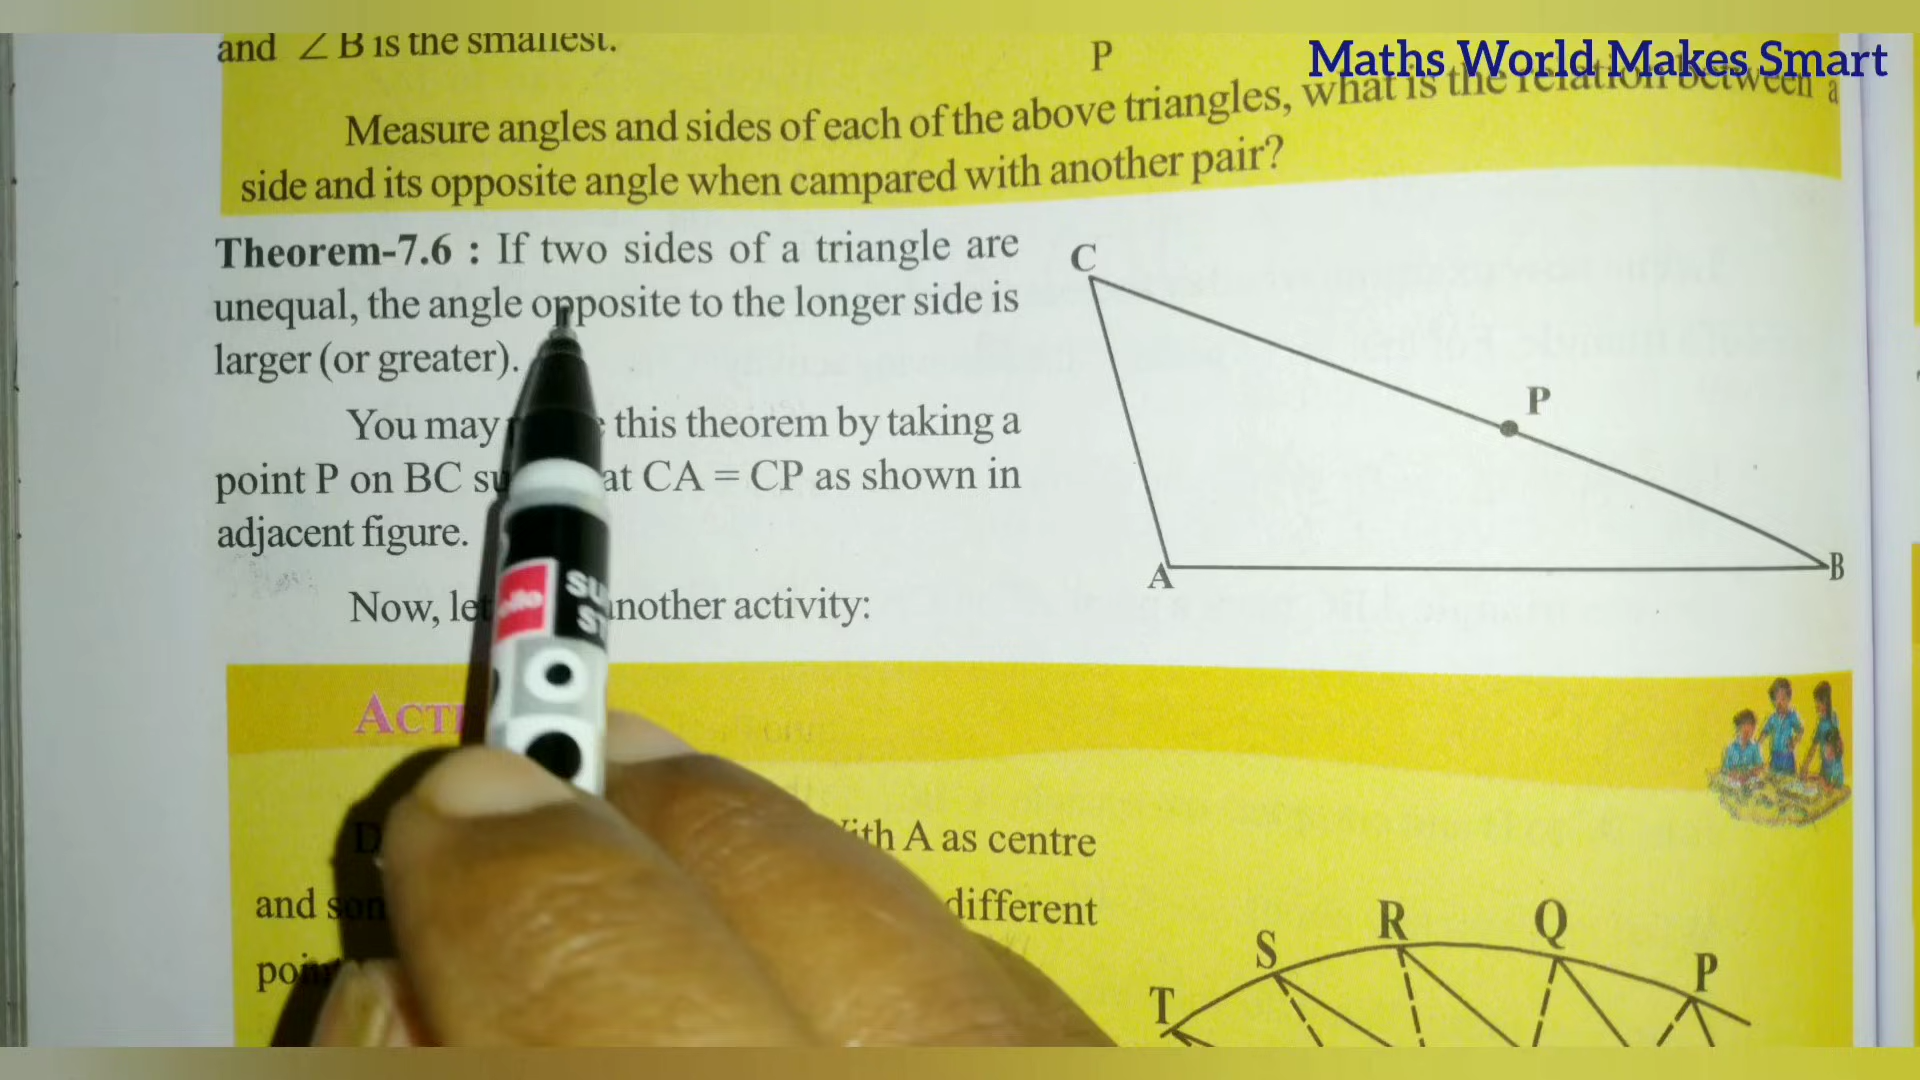 and ∠B is the smallest.
P
Maths World Makes Smart
Measure angles and sides of each of the above triangles, what is the relation between a
side and its opposite angle when campared with another pair?
Theorem-7.6 : If two sides of a triangle are
unequal, the angle opposite to the longer side is
larger (or greater).
C
P
A
B
You may this theorem by taking a
point P on BC at CA = CP as shown in
adjacent figure.
Now, let another activity:
A as centre
and different
T
S
R
Q
P